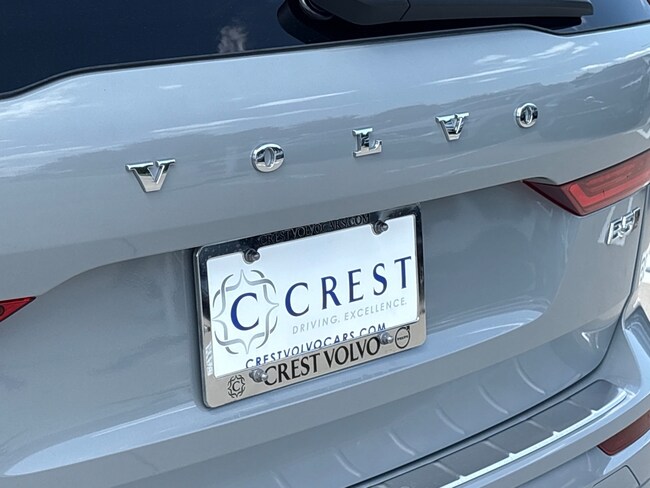 VOLVO
B5
CRESTVOLVOCARS.COM
C CREST
DRIVING. EXCELLENCE.
CRESTVOLVOCARS.COM
CREST VOLVO